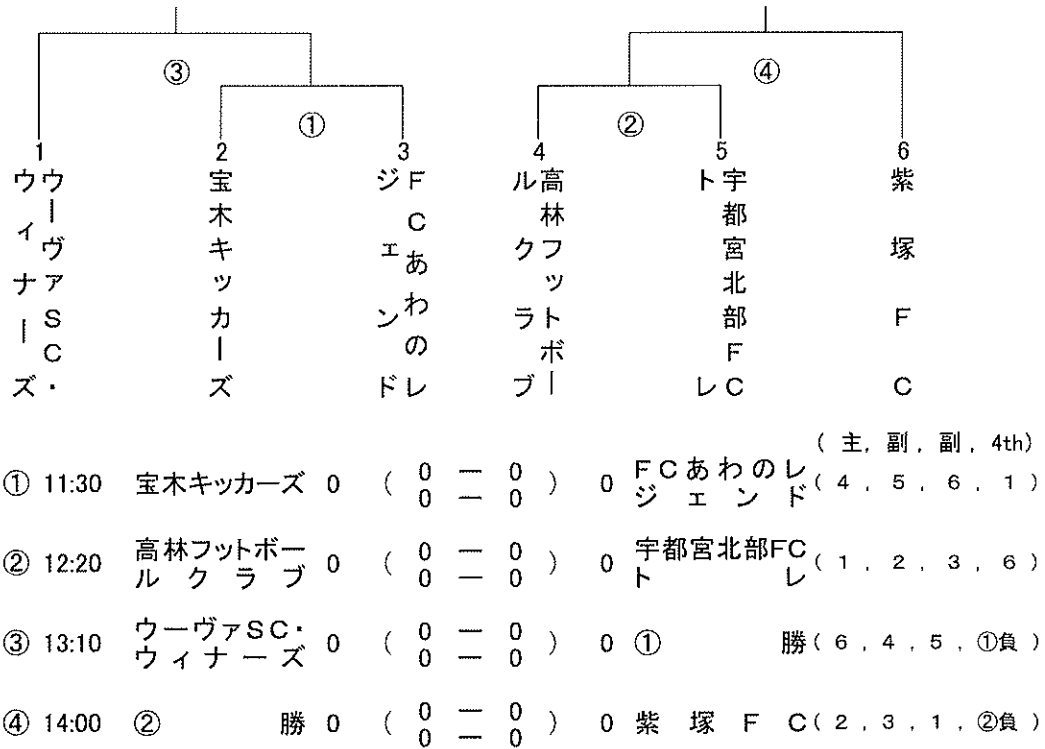 ③ ④
① ②
1 2 3 4 5 6
ウーヴァSC・
ウィナーズ
宝木キッカーズ
FCあわのレ
ジェンド
高林フットボー
ルクラブ
宇都宮北部FC
トレ
紫塚FC
( 主, 副, 副, 4th)
① 11:30 宝木キッカーズ 0 ( 0 ー 0 0 ー 0 ) 0 FCあわのレジェンド ( 4 , 5 , 6 , 1 )
② 12:20 高林フットボールクラブ 0 ( 0 ー 0 0 ー 0 ) 0 宇都宮北部FCトレ ( 1 , 2 , 3 , 6 )
③ 13:10 ウーヴァSC・ウィナーズ 0 ( 0 ー 0 0 ー 0 ) 0 ① 勝 ( 6 , 4 , 5 , ①負 )
④ 14:00 ② 勝 0 ( 0 ー 0 0 ー 0 ) 0 紫塚FC ( 2 , 3 , 1 , ②負 )